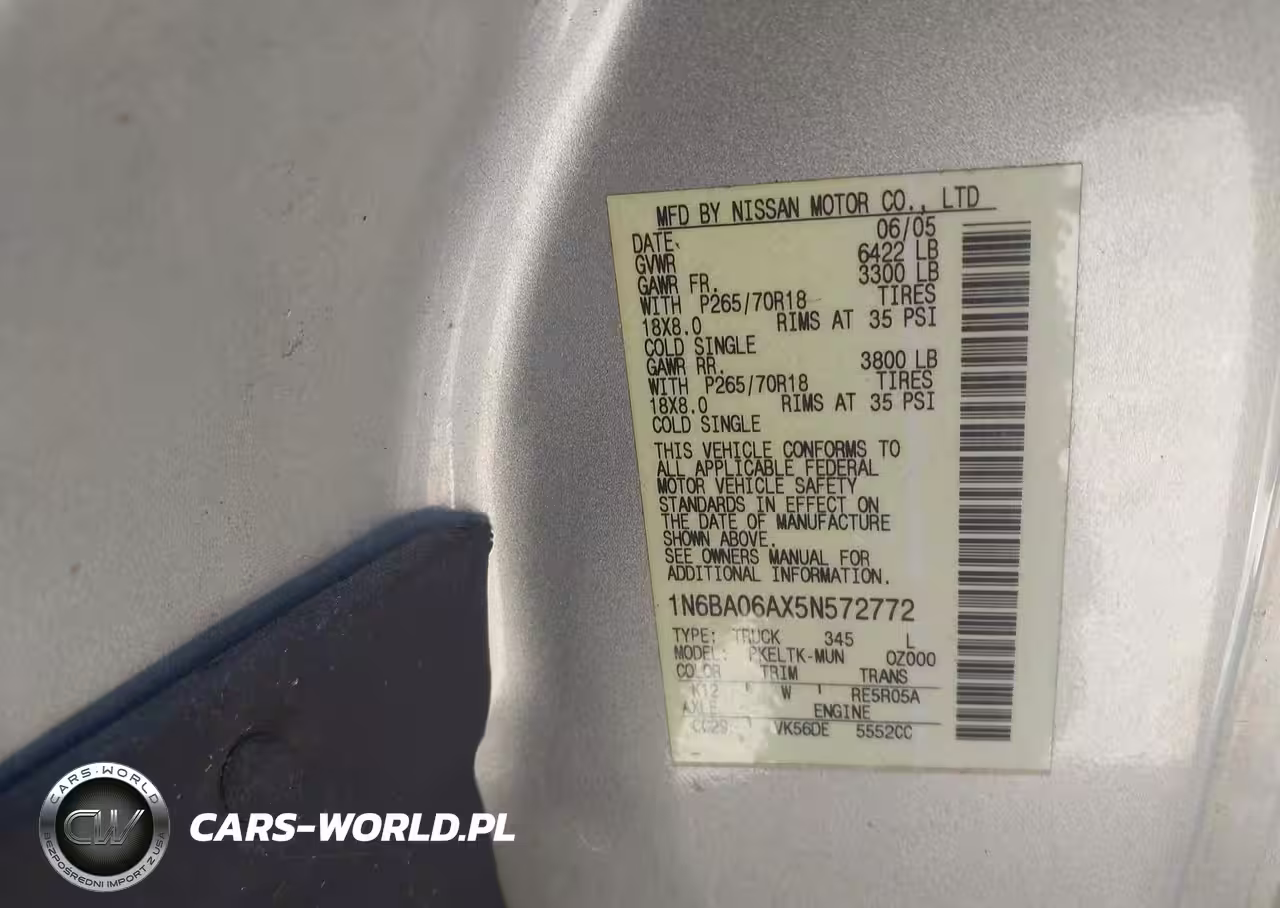 MFD BY NISSAN MOTOR CO., LTD
DATE 06/05
GVWR 6422 LB
GAWR FR. 3300 LB
WITH P265/70R18 TIRES
18X8.0 RIMS AT 35 PSI
COLD SINGLE
GAWR RR. 3800 LB
WITH P265/70R18 TIRES
18X8.0 RIMS AT 35 PSI
COLD SINGLE
THIS VEHICLE CONFORMS TO
ALL APPLICABLE FEDERAL
MOTOR VEHICLE SAFETY
STANDARDS IN EFFECT ON
THE DATE OF MANUFACTURE
SHOWN ABOVE.
SEE OWNERS MANUAL FOR
ADDITIONAL INFORMATION.
1N6BA06AX5N572772
TYPE: TRUCK 345 L
MODEL: PKELTK-MUN 0Z000
COLOR TRIM TRANS
K12 W RE5R05A
AXLE ENGINE
VK56DE 5552CC
CARS-WORLD
CW
BEZPOŚREDNI IMPORT Z USA
CARS-WORLD.PL